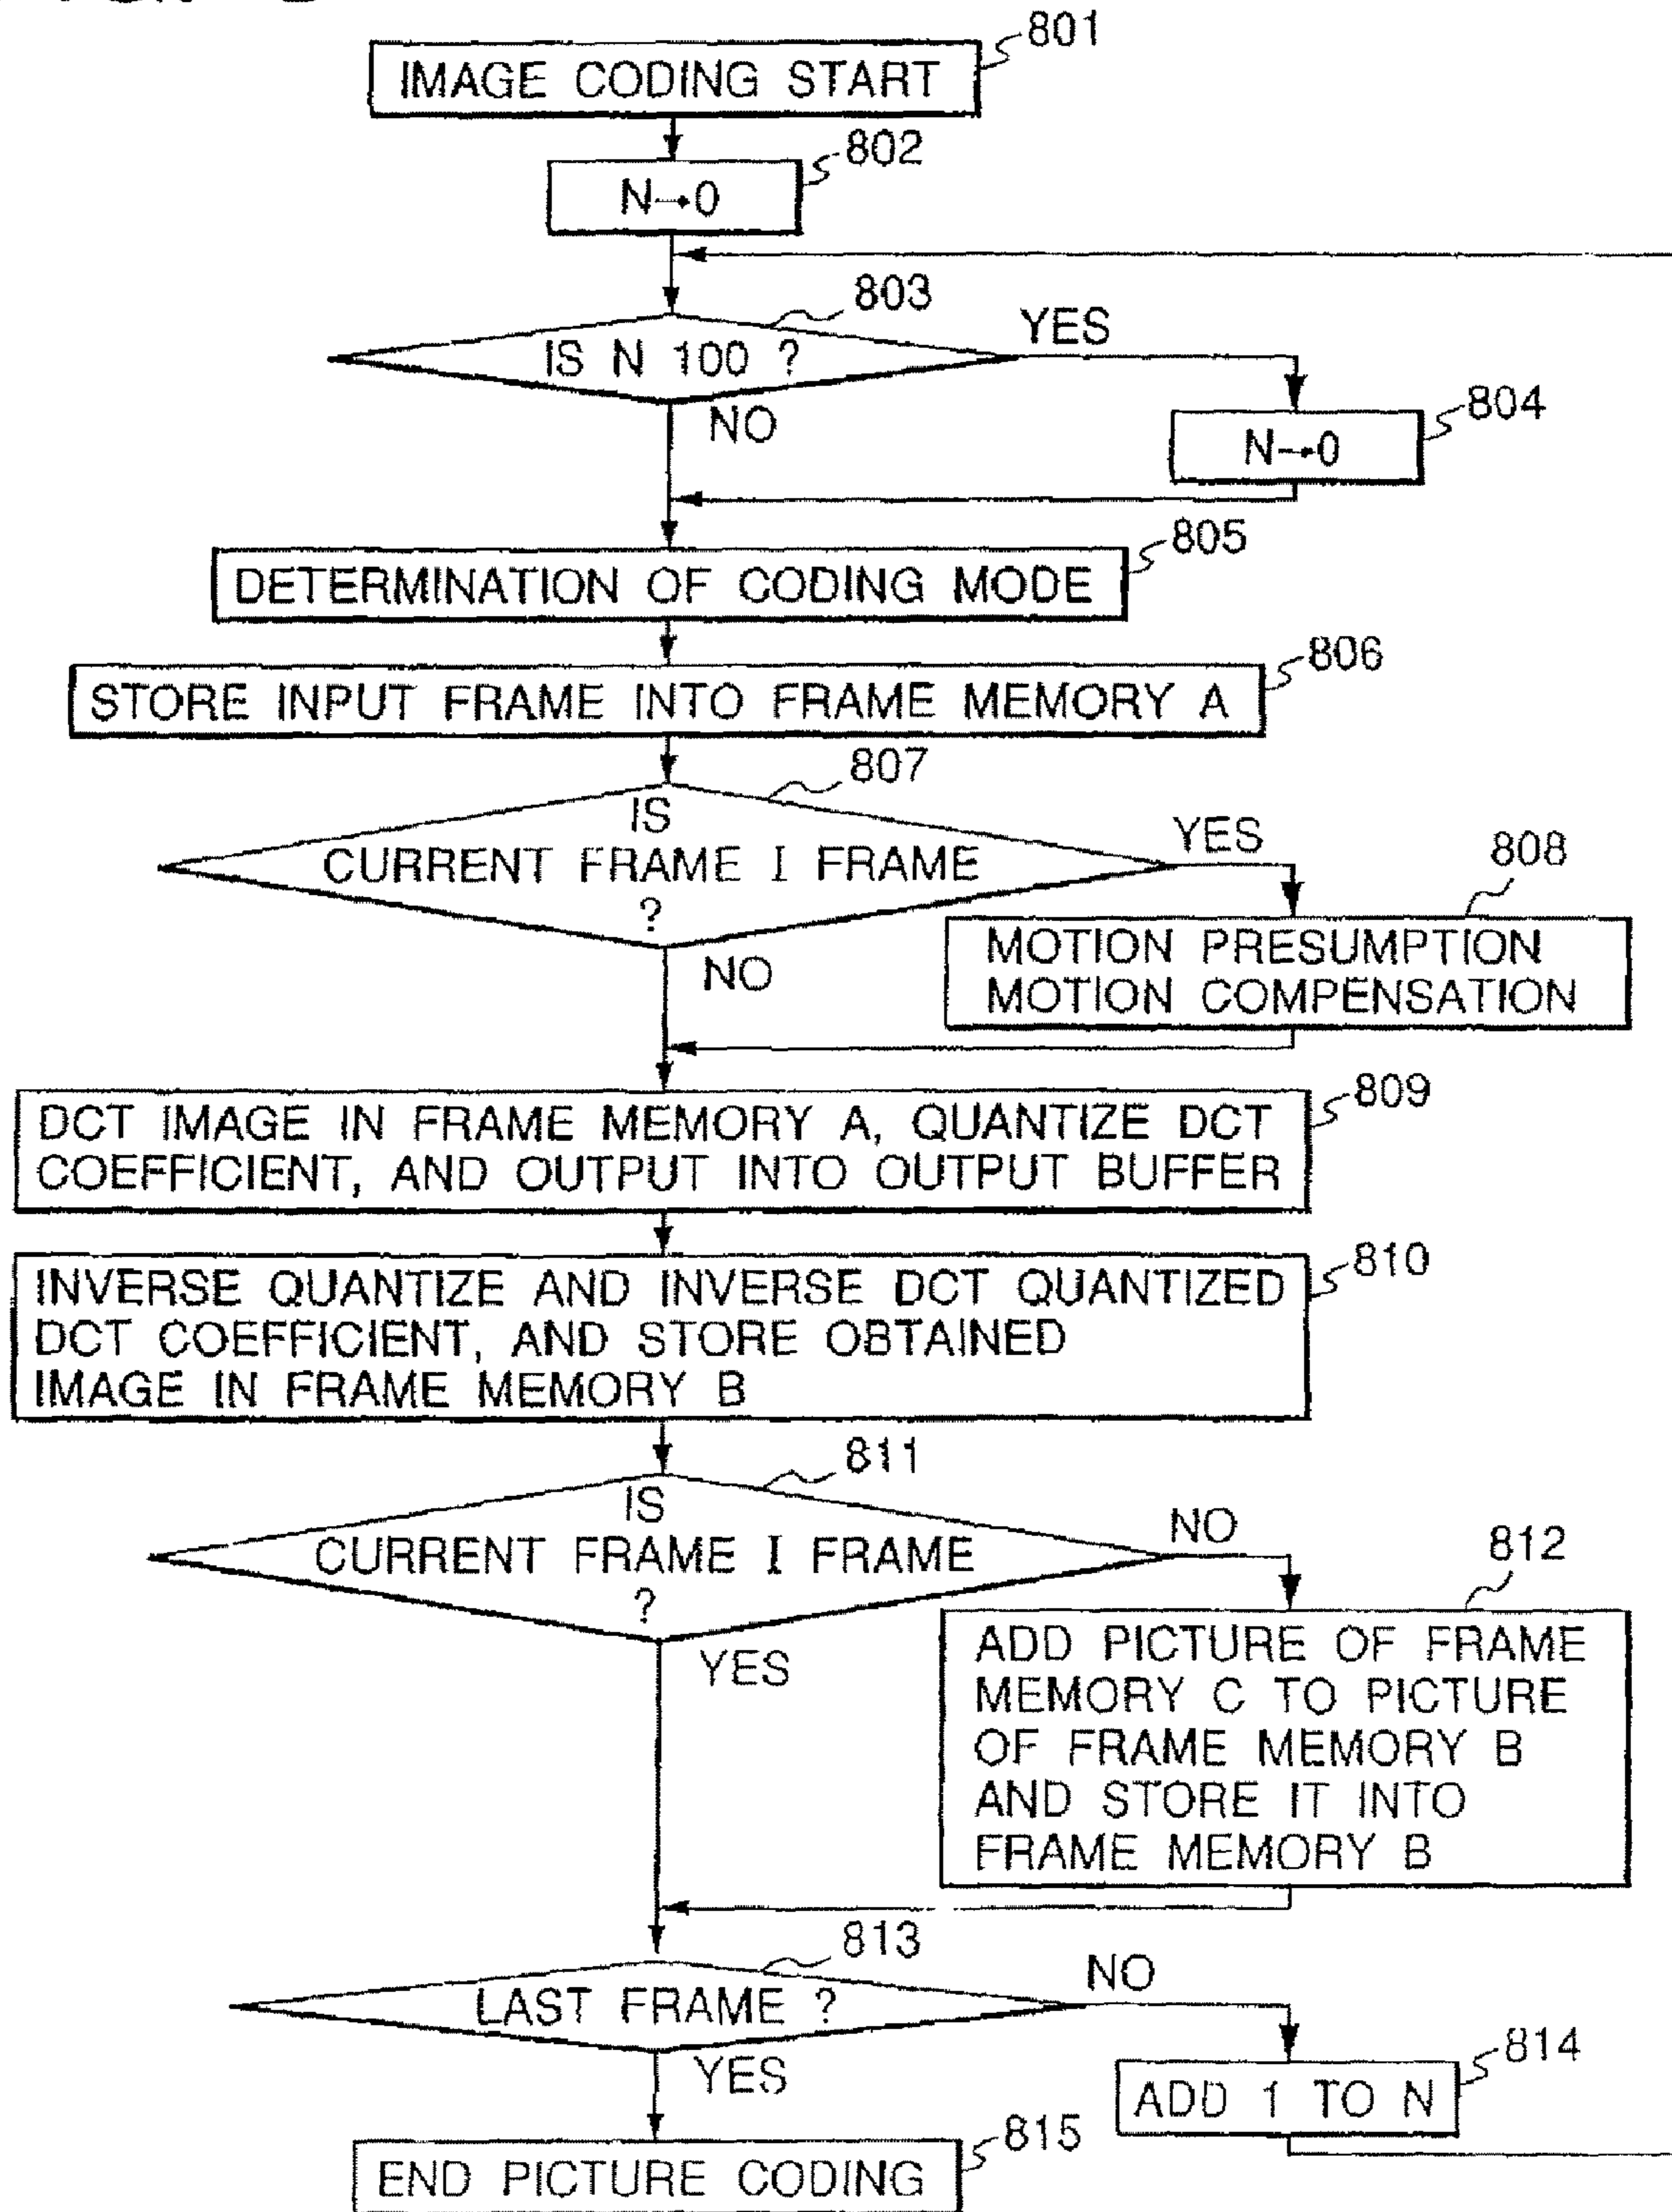 801
IMAGE CODING START
802
N→0
803
IS N 100 ?
YES
NO
804
N→0
805
DETERMINATION OF CODING MODE
806
STORE INPUT FRAME INTO FRAME MEMORY A
807
IS
CURRENT FRAME I FRAME
?
YES
NO
808
MOTION PRESUMPTION
MOTION COMPENSATION
809
DCT IMAGE IN FRAME MEMORY A, QUANTIZE DCT
COEFFICIENT, AND OUTPUT INTO OUTPUT BUFFER
810
INVERSE QUANTIZE AND INVERSE DCT QUANTIZED
DCT COEFFICIENT, AND STORE OBTAINED
IMAGE IN FRAME MEMORY B
811
IS
CURRENT FRAME I FRAME
?
NO
YES
812
ADD PICTURE OF FRAME
MEMORY C TO PICTURE
OF FRAME MEMORY B
AND STORE IT INTO
FRAME MEMORY B
813
LAST FRAME ?
NO
YES
814
ADD 1 TO N
815
END PICTURE CODING